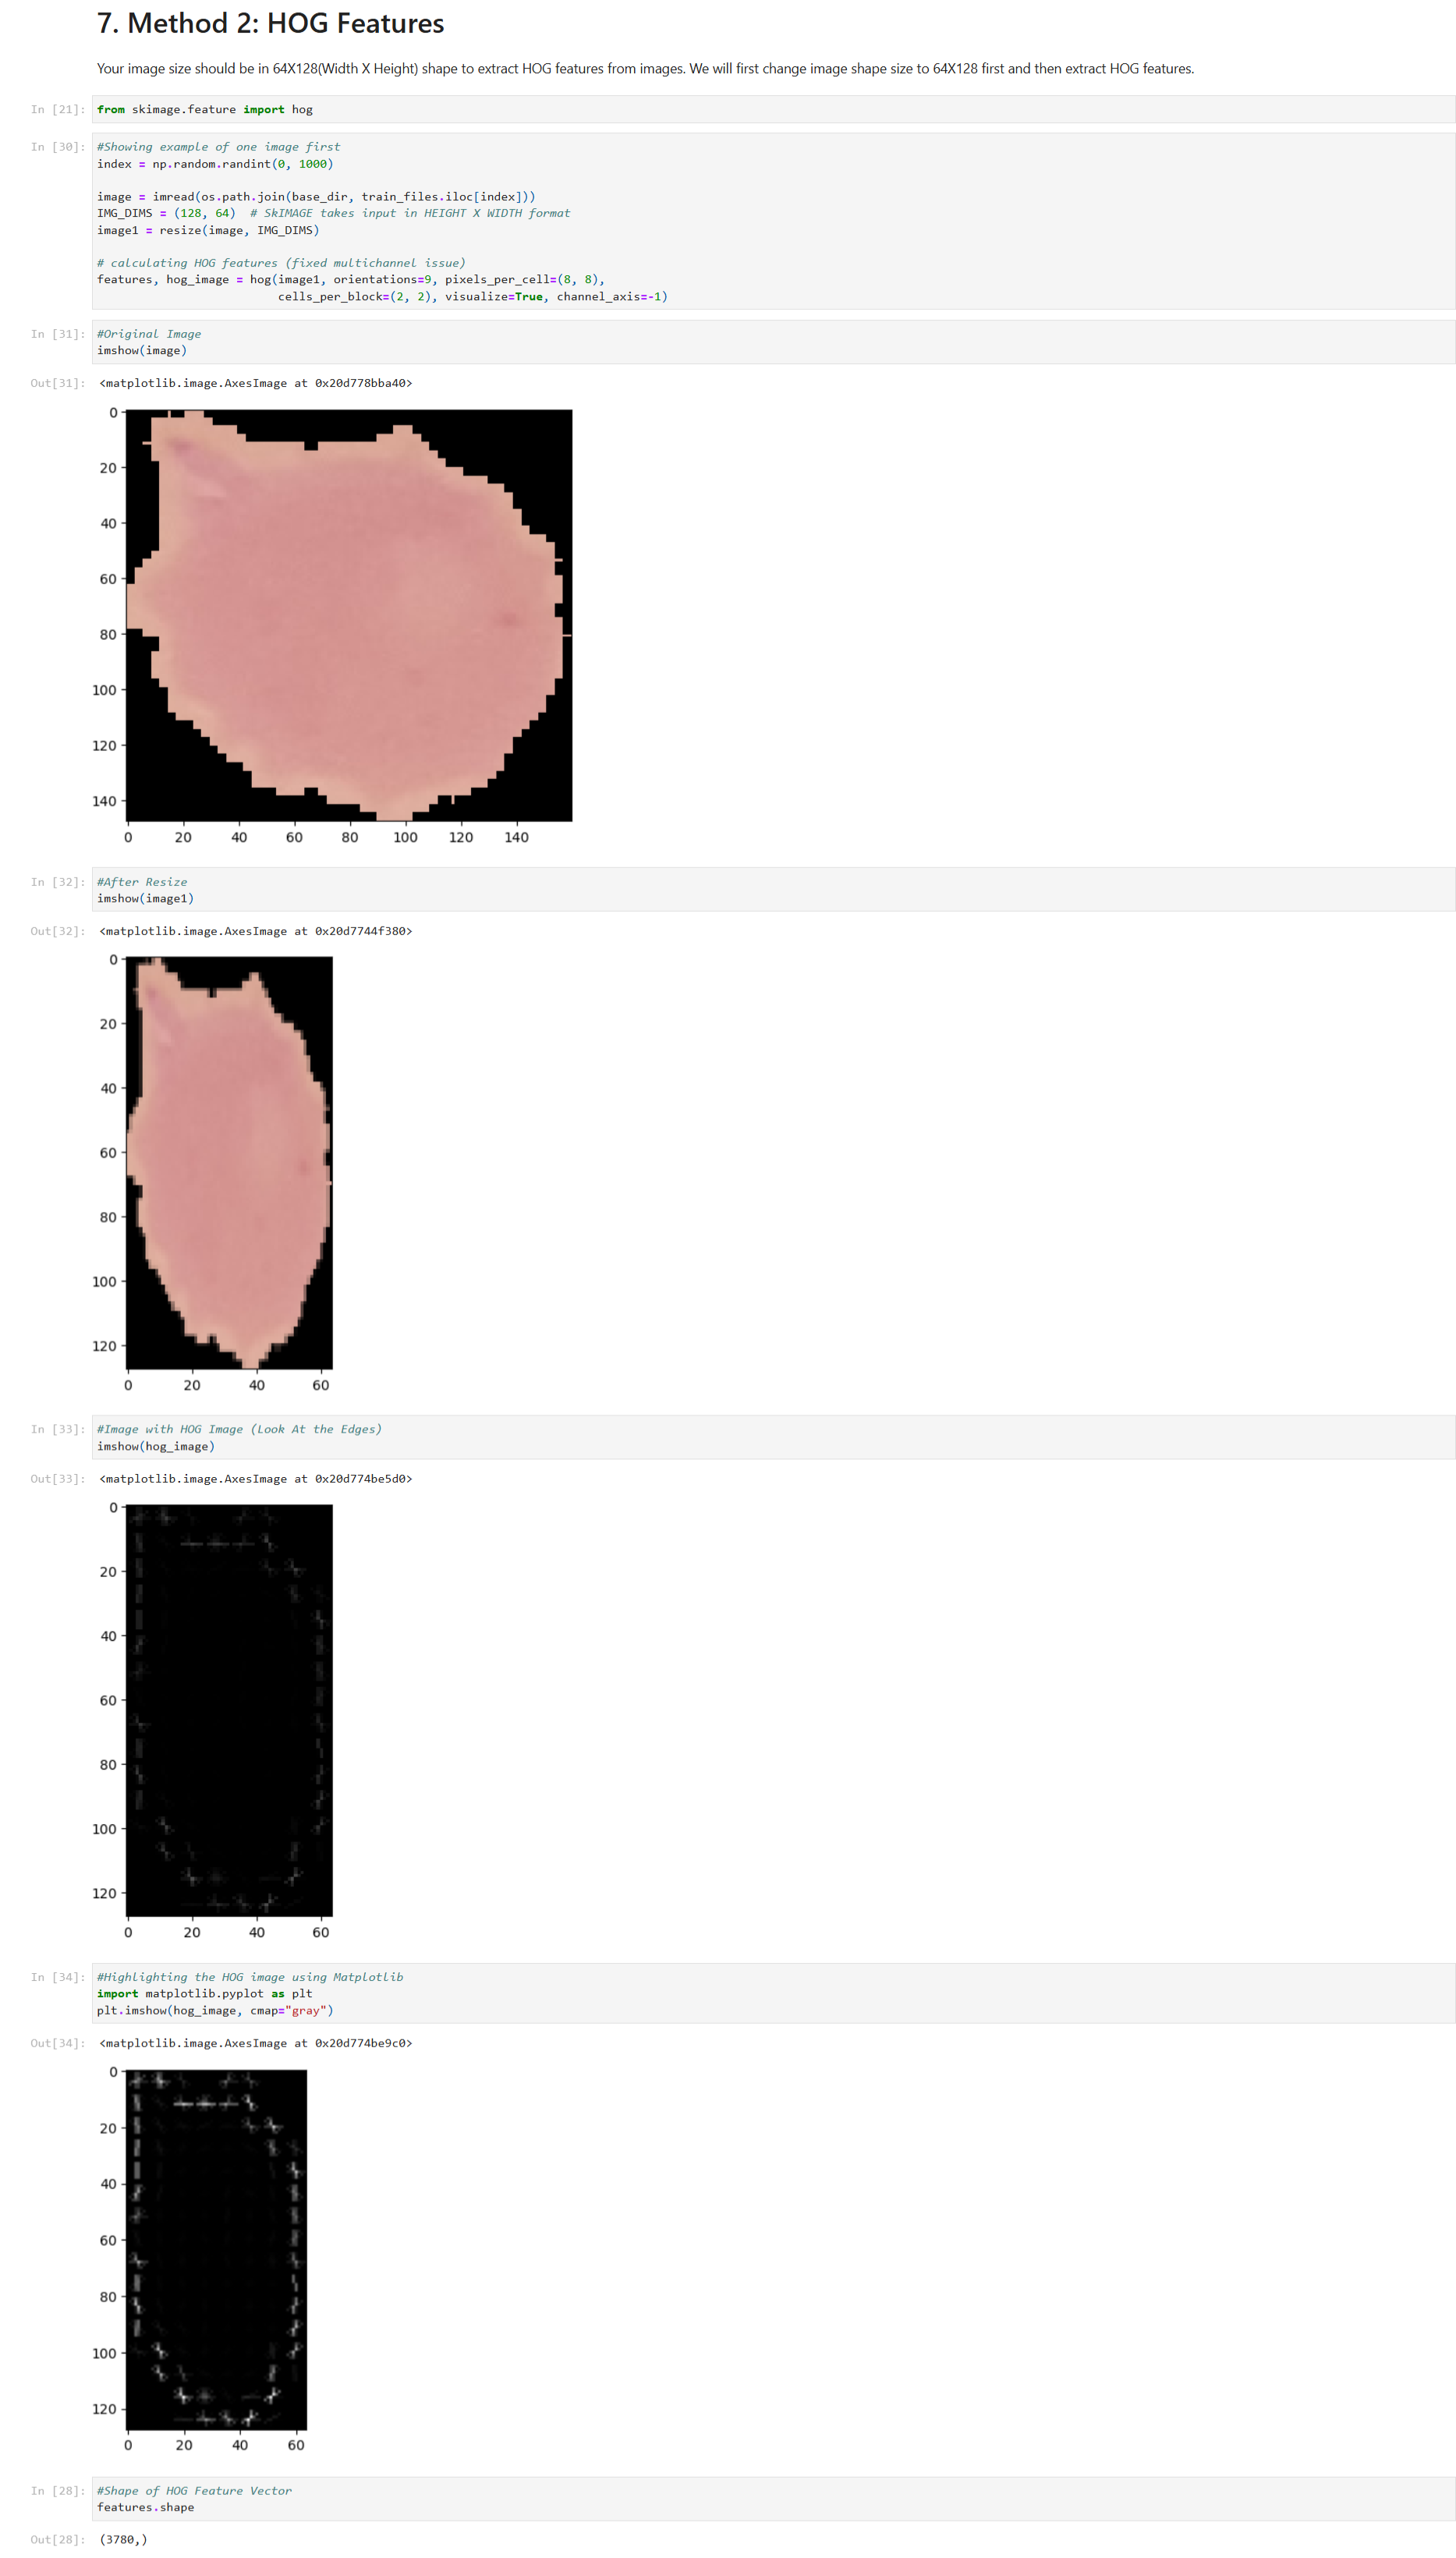 7. Method 2: HOG Features
Your image size should be in 64X128(Width X Height) shape to extract HOG features from images. We will first change image shape size to 64X128 first and then extract HOG features.
In [21]: from skimage.feature import hog
In [30]: #Showing example of one image first
index = np.random.randint(0, 1000)
image = imread(os.path.join(base_dir, train_files.iloc[index]))
IMG_DIMS = (128, 64)  # SkIMAGE takes input in HEIGHT X WIDTH format
image1 = resize(image, IMG_DIMS)
# calculating HOG features (fixed multichannel issue)
features, hog_image = hog(image1, orientations=9, pixels_per_cell=(8, 8),
cells_per_block=(2, 2), visualize=True, channel_axis=-1)
In [31]: #Original Image
imshow(image)
Out[31]: <matplotlib.image.AxesImage at 0x20d778bba40>
0
20
40
60
80
100
120
140
0 20 40 60 80 100 120 140
In [32]: #After Resize
imshow(image1)
Out[32]: <matplotlib.image.AxesImage at 0x20d7744f380>
0
20
40
60
80
100
120
0 20 40 60
In [33]: #Image with HOG Image (Look At the Edges)
imshow(hog_image)
Out[33]: <matplotlib.image.AxesImage at 0x20d774be5d0>
0
20
40
60
80
100
120
0 20 40 60
In [34]: #Highlighting the HOG image using Matplotlib
import matplotlib.pyplot as plt
plt.imshow(hog_image, cmap="gray")
Out[34]: <matplotlib.image.AxesImage at 0x20d774be9c0>
0
20
40
60
80
100
120
0 20 40 60
In [28]: #Shape of HOG Feature Vector
features.shape
Out[28]: (3780,)